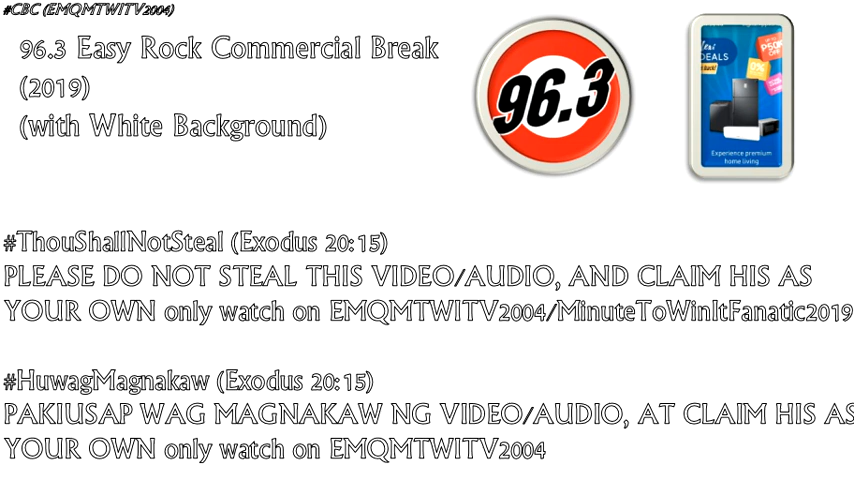 #CBC (EMQMTWITV2004)
96.3 Easy Rock Commercial Break
(2019)
(with White Background)
96.3
DEALS
9%
Experience premium
home living
#ThouShallNotSteal (Exodus 20:15)
PLEASE DO NOT STEAL THIS VIDEO/AUDIO, AND CLAIM HIS AS
YOUR OWN only watch on EMQMTWITV2004/MinuteToWinItFanatic2019
#HuwagMagnakaw (Exodus 20:15)
PAKIUSAP WAG MAGNAKAW NG VIDEO/AUDIO, AT CLAIM HIS AS
YOUR OWN only watch on EMQMTWITV2004